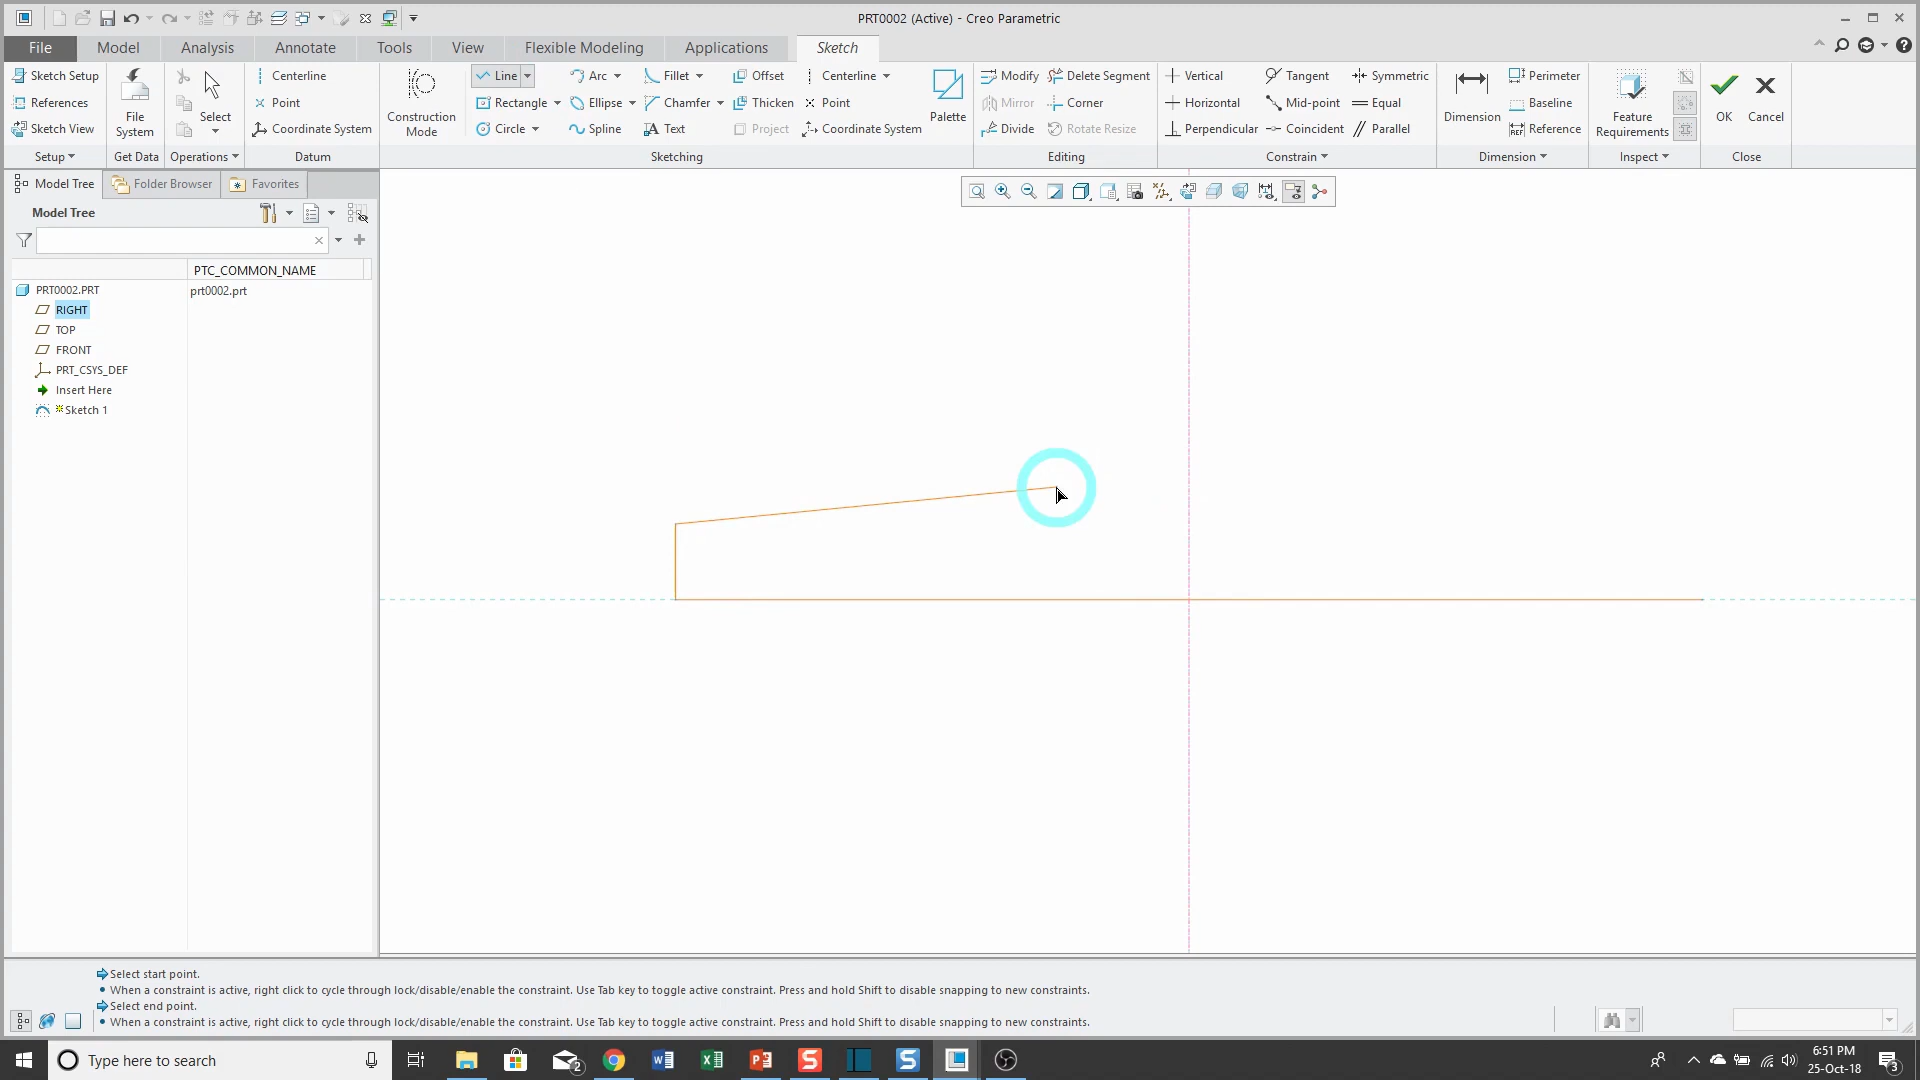 PRT0002 (Active) - Creo Parametric
File Model Analysis Annotate Tools View Flexible Modeling Applications Sketch
Sketch Setup Centerline Line Arc Fillet Offset Centerline Modify Delete Segment Vertical Tangent Symmetric Perimeter
References Point Rectangle Ellipse Chamfer Thicken Point Mirror Corner Horizontal Mid-point Equal Baseline
Sketch View File System Select Coordinate System Construction Mode Circle Spline Text Project Coordinate System Palette Divide Rotate Resize Perpendicular Coincident Parallel Dimension Reference Feature Requirements OK Cancel
Setup Get Data Operations Datum Sketching Editing Constrain Dimension Inspect Close
Model Tree Folder Browser Favorites
Model Tree
PTC_COMMON_NAME
PRT0002.PRT prt0002.prt
RIGHT
TOP
FRONT
PRT_CSYS_DEF
Insert Here
Sketch 1
Select start point.
• When a constraint is active, right click to cycle through lock/disable/enable the constraint. Use Tab key to toggle active constraint. Press and hold Shift to disable snapping to new constraints.
Select end point.
• When a constraint is active, right click to cycle through lock/disable/enable the constraint. Use Tab key to toggle active constraint. Press and hold Shift to disable snapping to new constraints.
Type here to search 2 6:51 PM
25-Oct-18 3